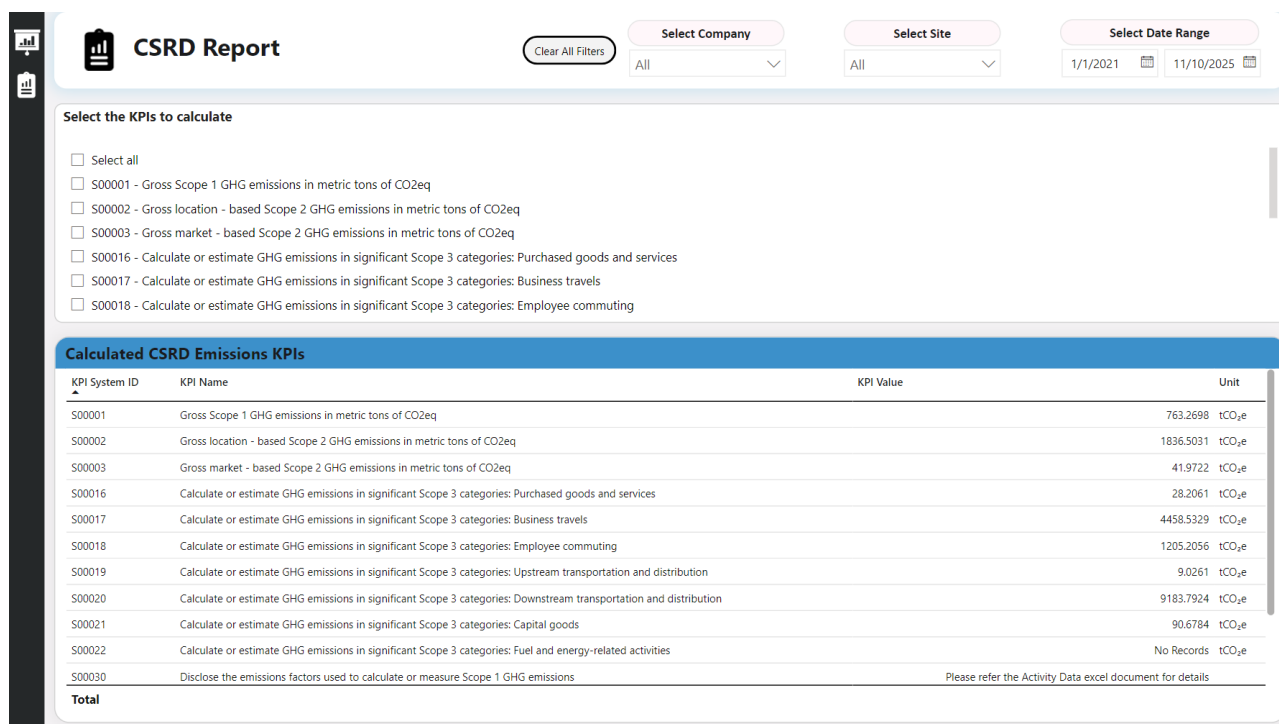 CSRD Report
Clear All Filters
Select Company
All
Select Site
All
Select Date Range
1/1/2021 11/10/2025
Select the KPIs to calculate
Select all
S00001 - Gross Scope 1 GHG emissions in metric tons of CO2eq
S00002 - Gross location - based Scope 2 GHG emissions in metric tons of CO2eq
S00003 - Gross market - based Scope 2 GHG emissions in metric tons of CO2eq
S00016 - Calculate or estimate GHG emissions in significant Scope 3 categories: Purchased goods and services
S00017 - Calculate or estimate GHG emissions in significant Scope 3 categories: Business travels
S00018 - Calculate or estimate GHG emissions in significant Scope 3 categories: Employee commuting
Calculated CSRD Emissions KPIs
KPI System ID KPI Name KPI Value Unit
S00001 Gross Scope 1 GHG emissions in metric tons of CO2eq 763.2698 tCO₂e
S00002 Gross location - based Scope 2 GHG emissions in metric tons of CO2eq 1836.5031 tCO₂e
S00003 Gross market - based Scope 2 GHG emissions in metric tons of CO2eq 41.9722 tCO₂e
S00016 Calculate or estimate GHG emissions in significant Scope 3 categories: Purchased goods and services 28.2061 tCO₂e
S00017 Calculate or estimate GHG emissions in significant Scope 3 categories: Business travels 4458.5329 tCO₂e
S00018 Calculate or estimate GHG emissions in significant Scope 3 categories: Employee commuting 1205.2056 tCO₂e
S00019 Calculate or estimate GHG emissions in significant Scope 3 categories: Upstream transportation and distribution 9.0261 tCO₂e
S00020 Calculate or estimate GHG emissions in significant Scope 3 categories: Downstream transportation and distribution 9183.7924 tCO₂e
S00021 Calculate or estimate GHG emissions in significant Scope 3 categories: Capital goods 90.6784 tCO₂e
S00022 Calculate or estimate GHG emissions in significant Scope 3 categories: Fuel and energy-related activities No Records tCO₂e
S00030 Disclose the emissions factors used to calculate or measure Scope 1 GHG emissions Please refer the Activity Data excel document for details
Total